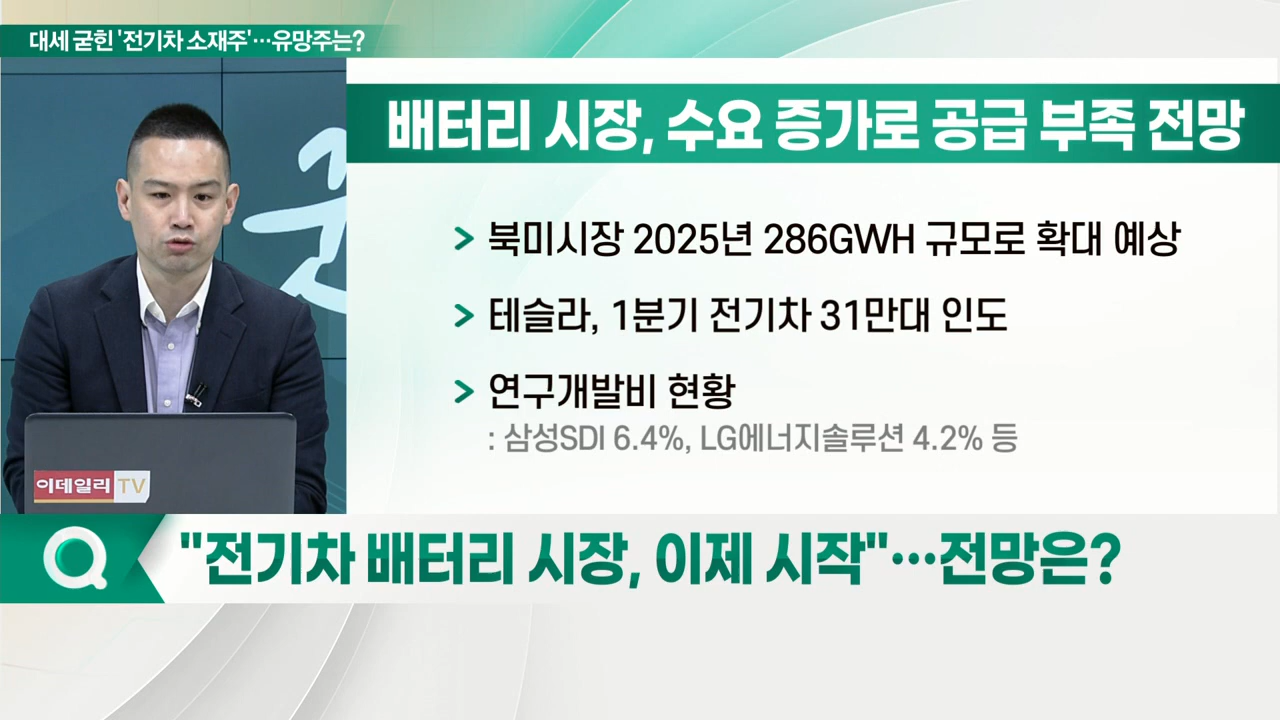 대세 굳힌 '전기차 소재주'…유망주는?
배터리 시장, 수요 증가로 공급 부족 전망
> 북미시장 2025년 286GWH 규모로 확대 예상
> 테슬라, 1분기 전기차 31만대 인도
> 연구개발비 현황
: 삼성SDI 6.4%, LG에너지솔루션 4.2% 등
이데일리 TV
"전기차 배터리 시장, 이제 시작"…전망은?